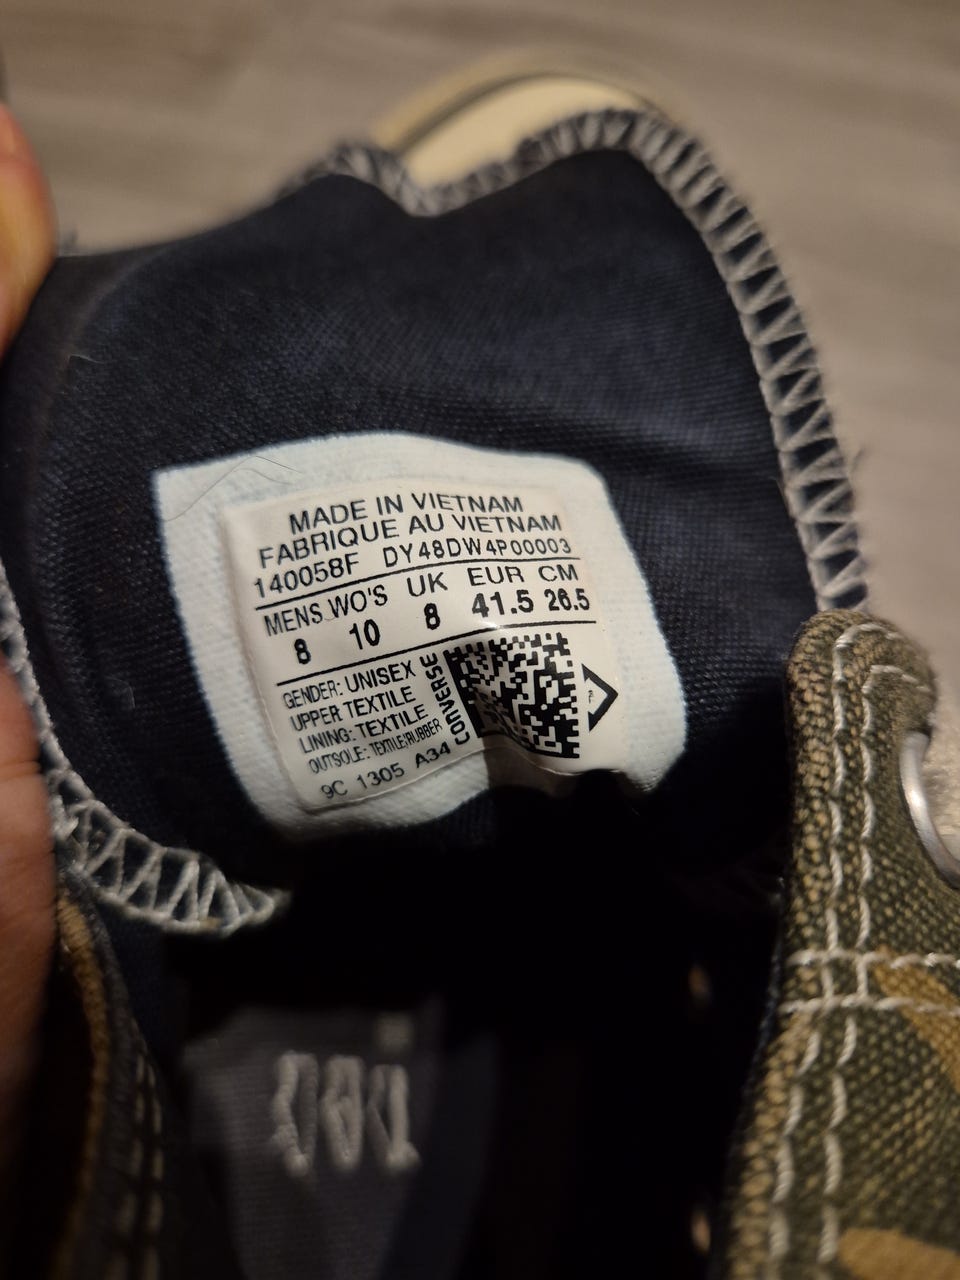 MADE IN VIETNAM
FABRIQUE AU VIETNAM
140058F DY48DW4P00003
MENS WO'S UK EUR CM
8 10 8 41.5 26.5
GENDER: UNISEX
UPPER TEXTILE
LINING: TEXTILE
OUTSOLE: TEXTILE/RUBBER
9C 1305 A34
CONVERSE